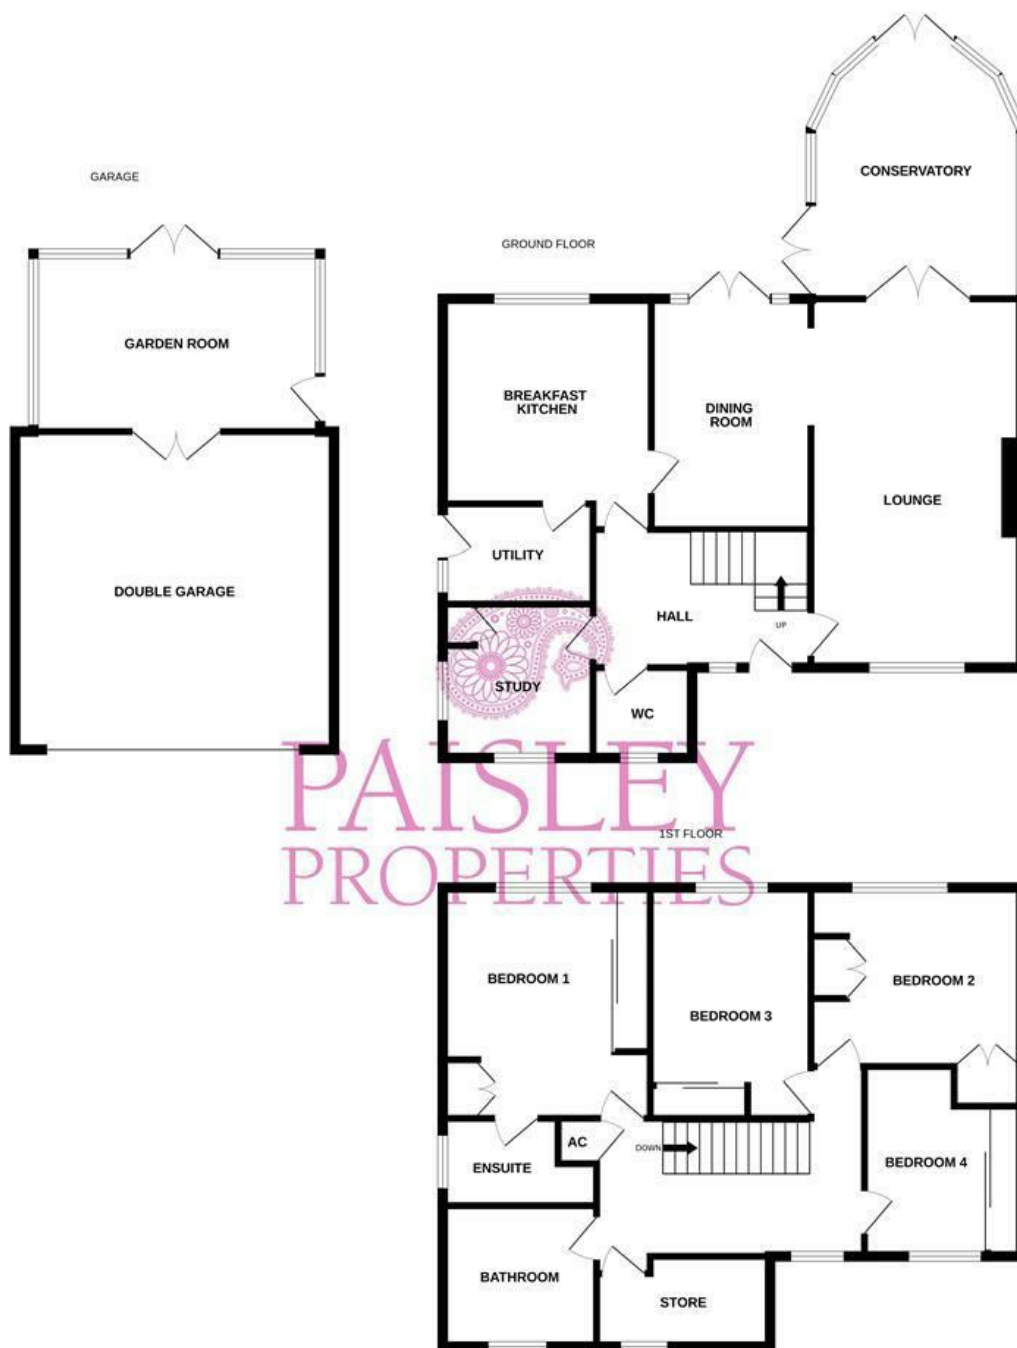 GARAGE
GARDEN ROOM
DOUBLE GARAGE
GROUND FLOOR
CONSERVATORY
BREAKFAST
KITCHEN
DINING
ROOM
LOUNGE
UTILITY
HALL
UP
STUDY
WC
PAISLEY
PROPERTIES
1ST FLOOR
BEDROOM 1
BEDROOM 2
BEDROOM 3
AC
DOWN
ENSUITE
BEDROOM 4
BATHROOM
STORE